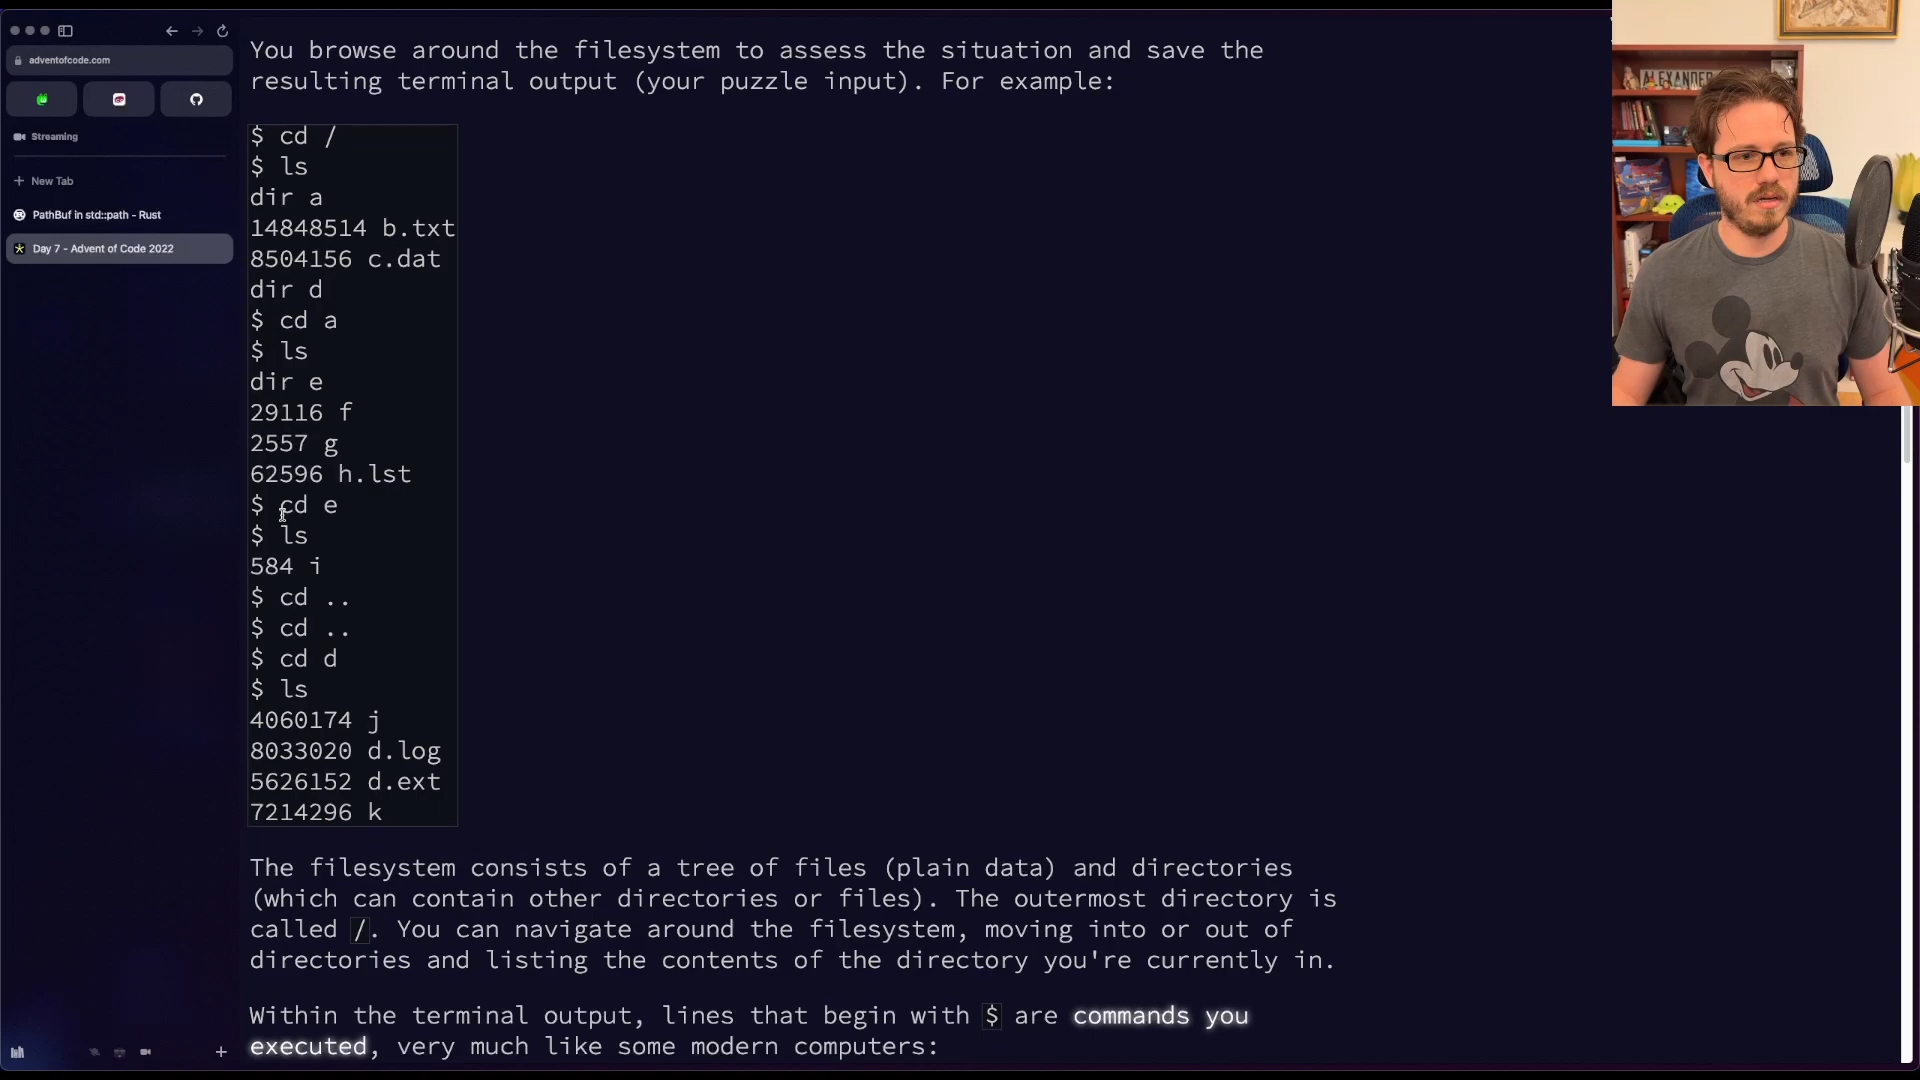 adventofcode.com
Streaming
New Tab
PathBuf in std::path - Rust
Day 7 - Advent of Code 2022
You browse around the filesystem to assess the situation and save the
resulting terminal output (your puzzle input). For example:
$ cd /
$ ls
dir a
14848514 b.txt
8504156 c.dat
dir d
$ cd a
$ ls
dir e
29116 f
2557 g
62596 h.lst
$ cd e
$ ls
584 i
$ cd ..
$ cd ..
$ cd d
$ ls
4060174 j
8033020 d.log
5626152 d.ext
7214296 k
The filesystem consists of a tree of files (plain data) and directories
(which can contain other directories or files). The outermost directory is
called /. You can navigate around the filesystem, moving into or out of
directories and listing the contents of the directory you're currently in.
Within the terminal output, lines that begin with $ are commands you
executed, very much like some modern computers:
ALEXANDER